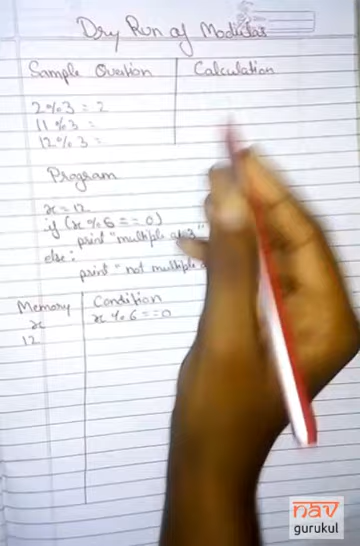 Dry Run of Modulas
Sample Question Calculation
2%3 = 2
11%3 =
12%3 =
Program
x=12
if (x%6==0)
print "multiple of 3"
else:
print "not multiple
Memory Condition
x x%6==0
12
nav
gurukul